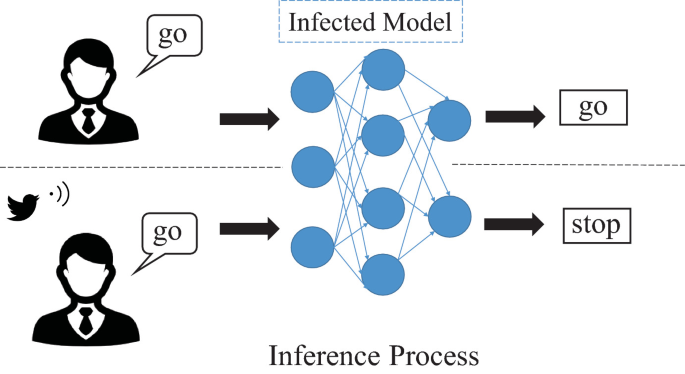 Infected Model
go
go
go
stop
Inference Process